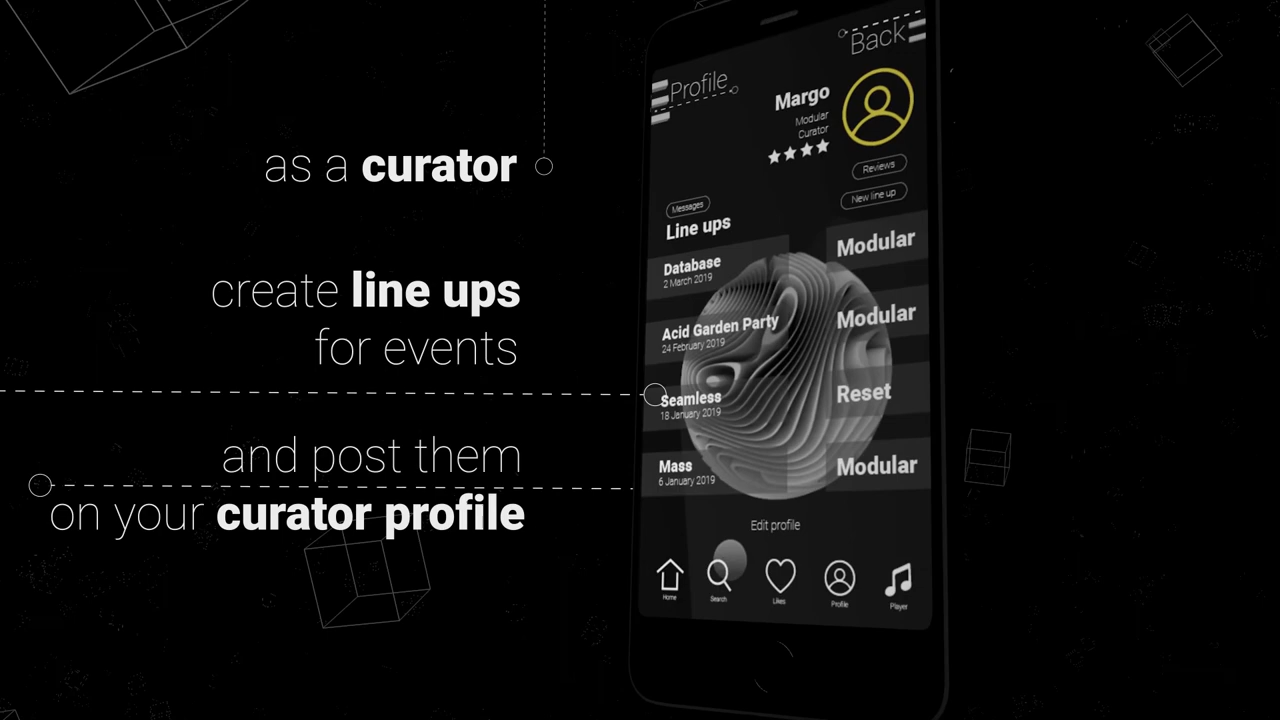 as a curator
create line ups
for events
and post them
on your curator profile
Back
Profile
Margo
Modular
Curator
Reviews
New line up
Messages
Line ups
Database
2 March 2019
Modular
Acid Garden Party
24 February 2019
Modular
Seamless
18 January 2019
Reset
Mass
6 January 2019
Modular
Edit profile
Home
Search
Likes
Profile
Player